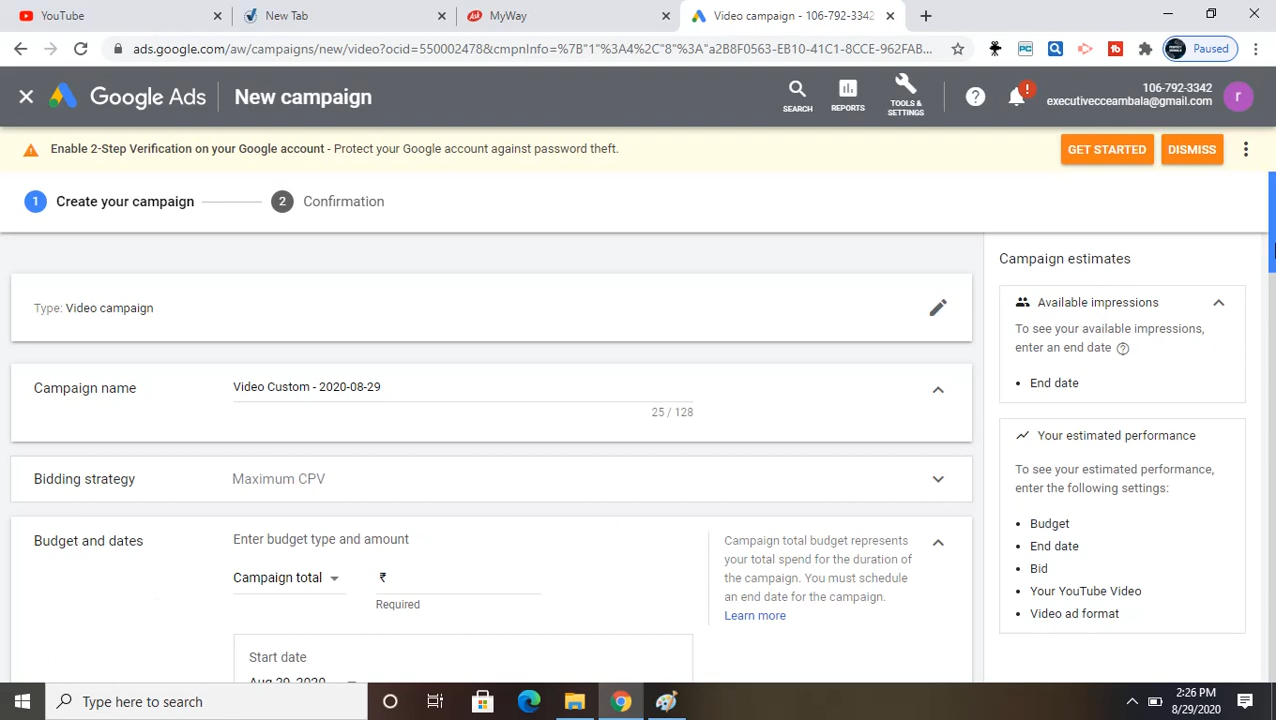 YouTube
New Tab
MyWay
Video campaign - 106-792-3342
ads.google.com/aw/campaigns/new/video?ocid=550002478&cmpnInfo=%7B"1"%3A4%2C"8"%3A"a2B8F0563-EB10-41C1-8CCE-962FAB...
Paused
Google Ads
New campaign
SEARCH
REPORTS
TOOLS &
SETTINGS
106-792-3342
executivecceambala@gmail.com
r
Enable 2-Step Verification on your Google account - Protect your Google account against password theft.
GET STARTED
DISMISS
1 Create your campaign
2 Confirmation
Type: Video campaign
Campaign name
Video Custom - 2020-08-29
25 / 128
Bidding strategy
Maximum CPV
Budget and dates
Enter budget type and amount
Campaign total
₹
Required
Campaign total budget represents
your total spend for the duration of
the campaign. You must schedule
an end date for the campaign.
Learn more
Start date
Aug 29, 2020
Campaign estimates
Available impressions
To see your available impressions,
enter an end date
• End date
Your estimated performance
To see your estimated performance,
enter the following settings:
• Budget
• End date
• Bid
• Your YouTube Video
• Video ad format
Type here to search
2:26 PM
8/29/2020